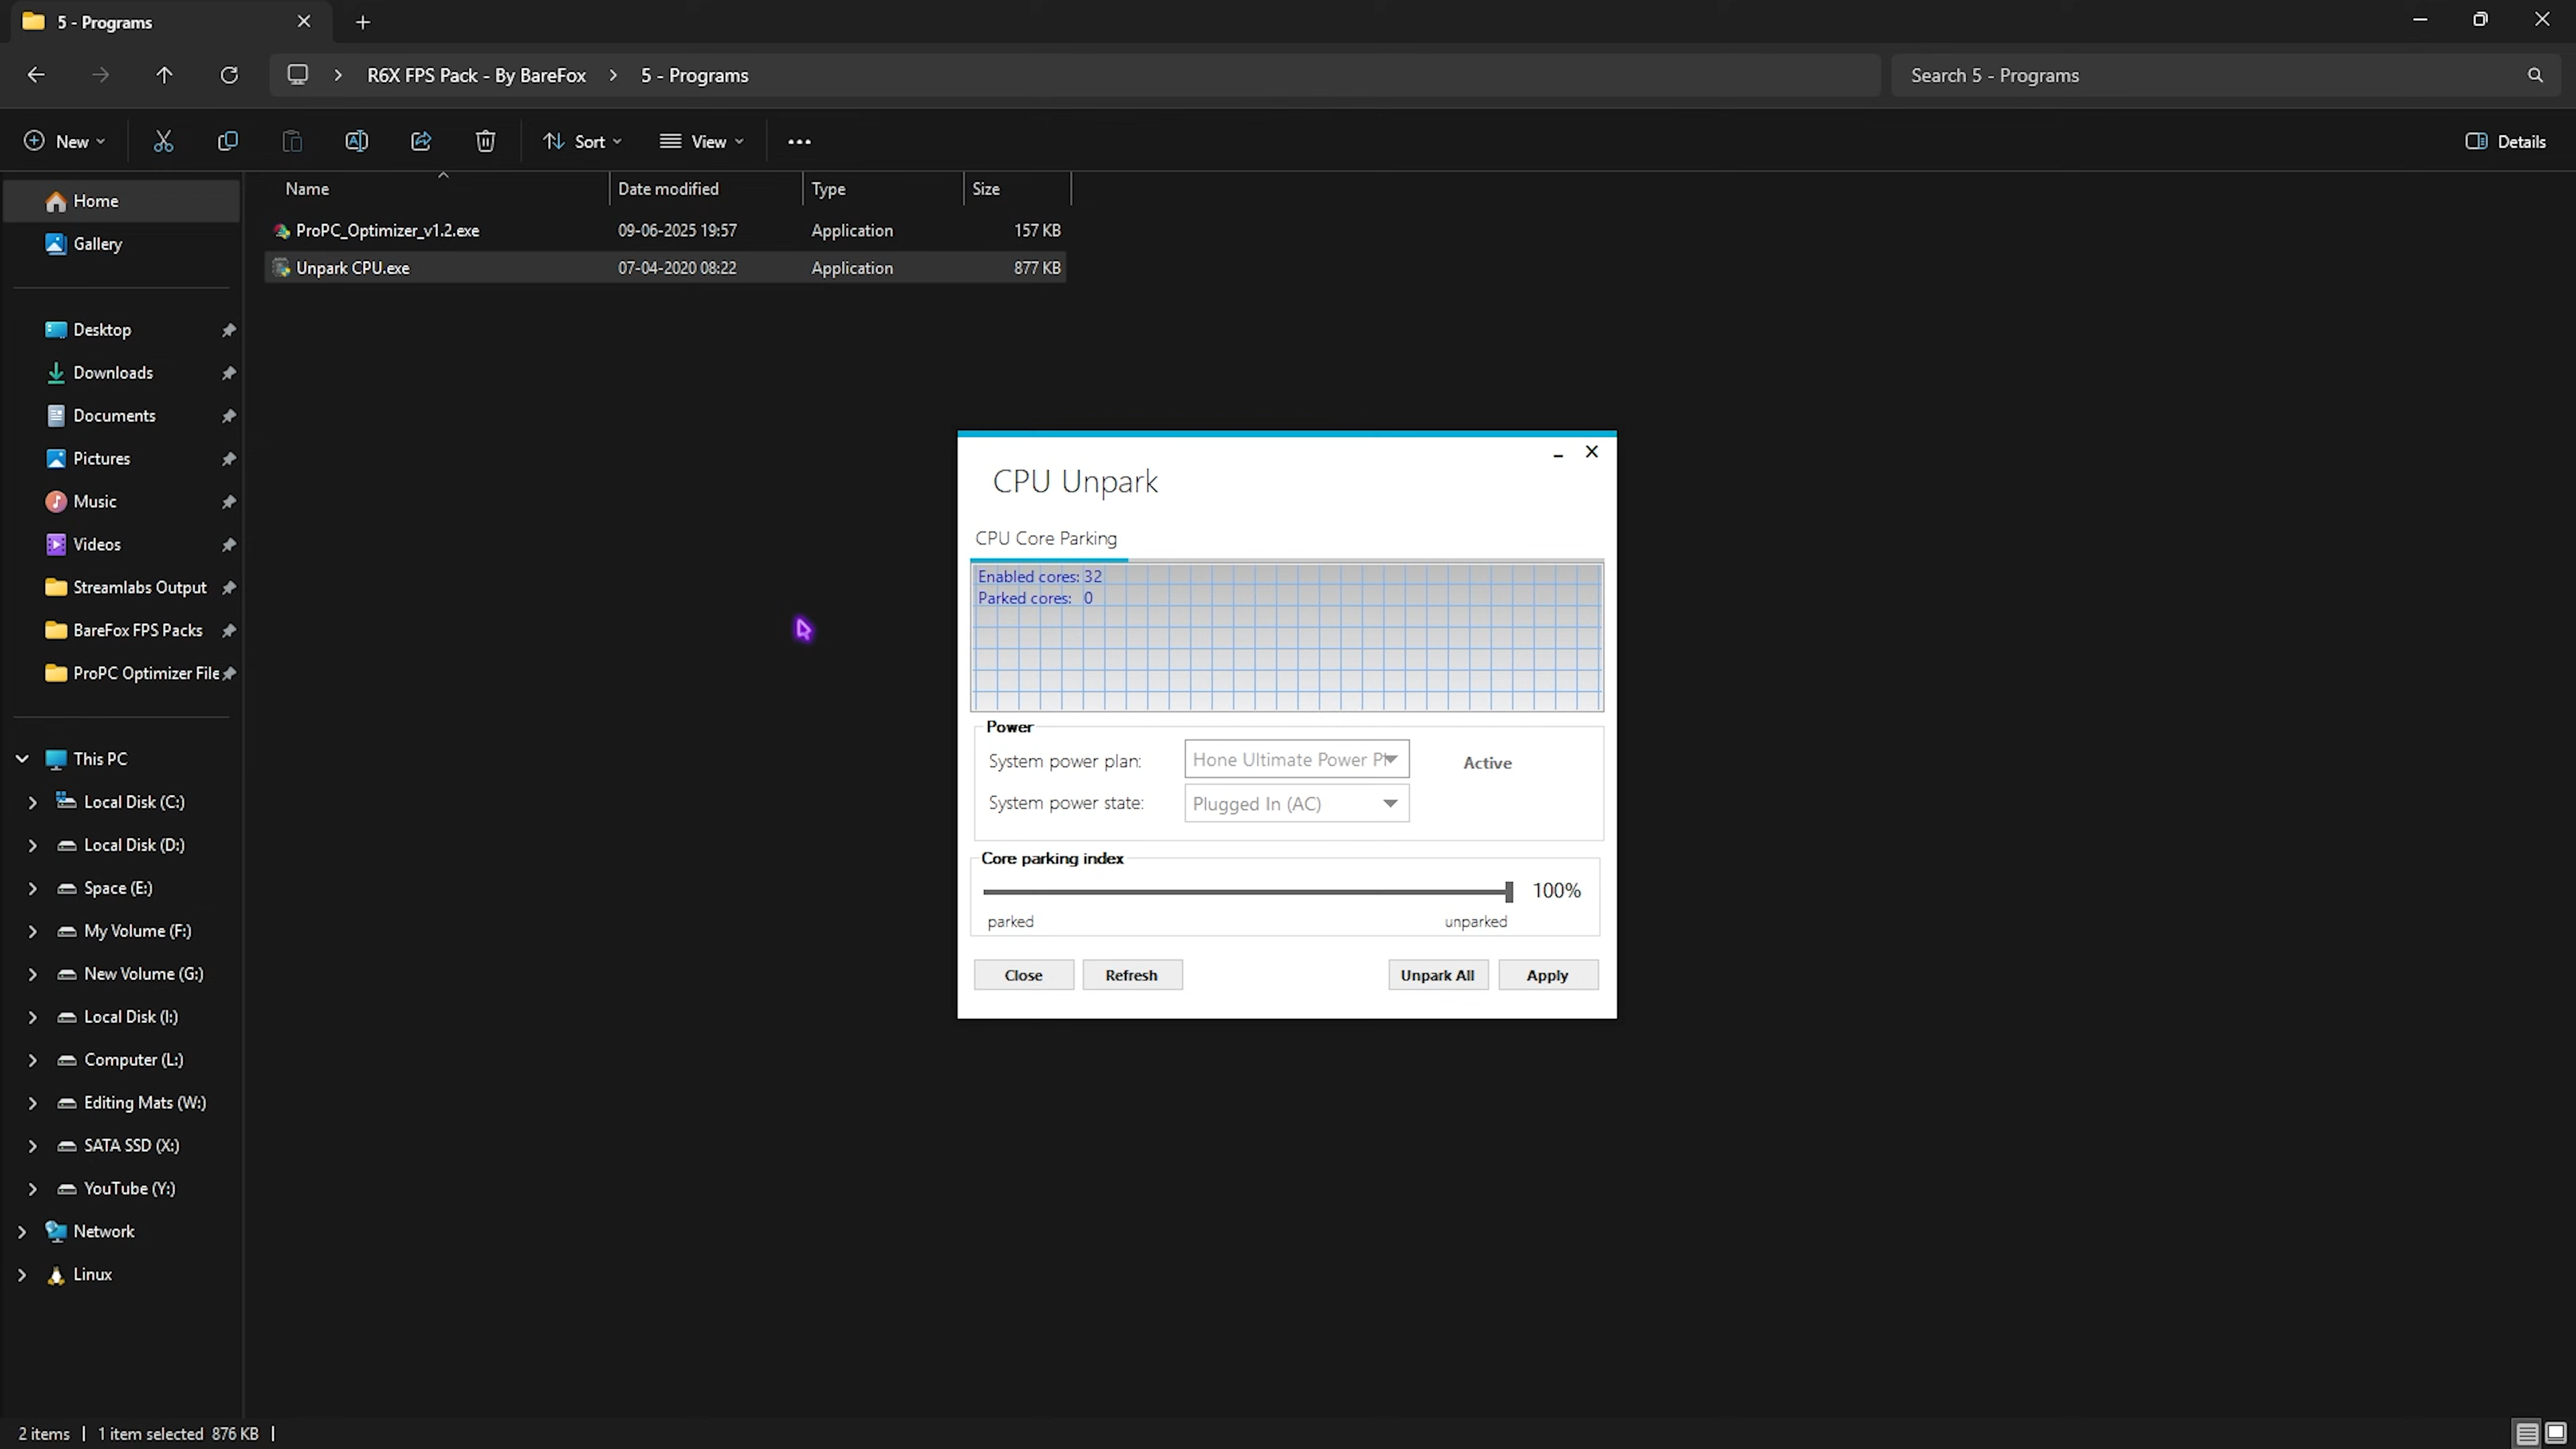 5 - Programs
R6X FPS Pack - By BareFox > 5 - Programs
Search 5 - Programs
New
Sort
View
Details
Name
Date modified
Type
Size
ProPC_Optimizer_v1.2.exe 09-06-2025 19:57 Application 157 KB
Unpark CPU.exe 07-04-2020 08:22 Application 877 KB
Home
Gallery
Desktop
Downloads
Documents
Pictures
Music
Videos
Streamlabs Output
BareFox FPS Packs
ProPC Optimizer File
This PC
Local Disk (C:)
Local Disk (D:)
Space (E:)
My Volume (F:)
New Volume (G:)
Local Disk (I:)
Computer (L:)
Editing Mats (W:)
SATA SSD (X:)
YouTube (Y:)
Network
Linux
CPU Unpark
CPU Core Parking
Enabled cores: 32
Parked cores: 0
Power
System power plan: Hone Ultimate Power Pl Active
System power state: Plugged In (AC)
Core parking index
100%
parked unparked
Close Refresh Unpark All Apply
2 items | 1 item selected 876 KB |